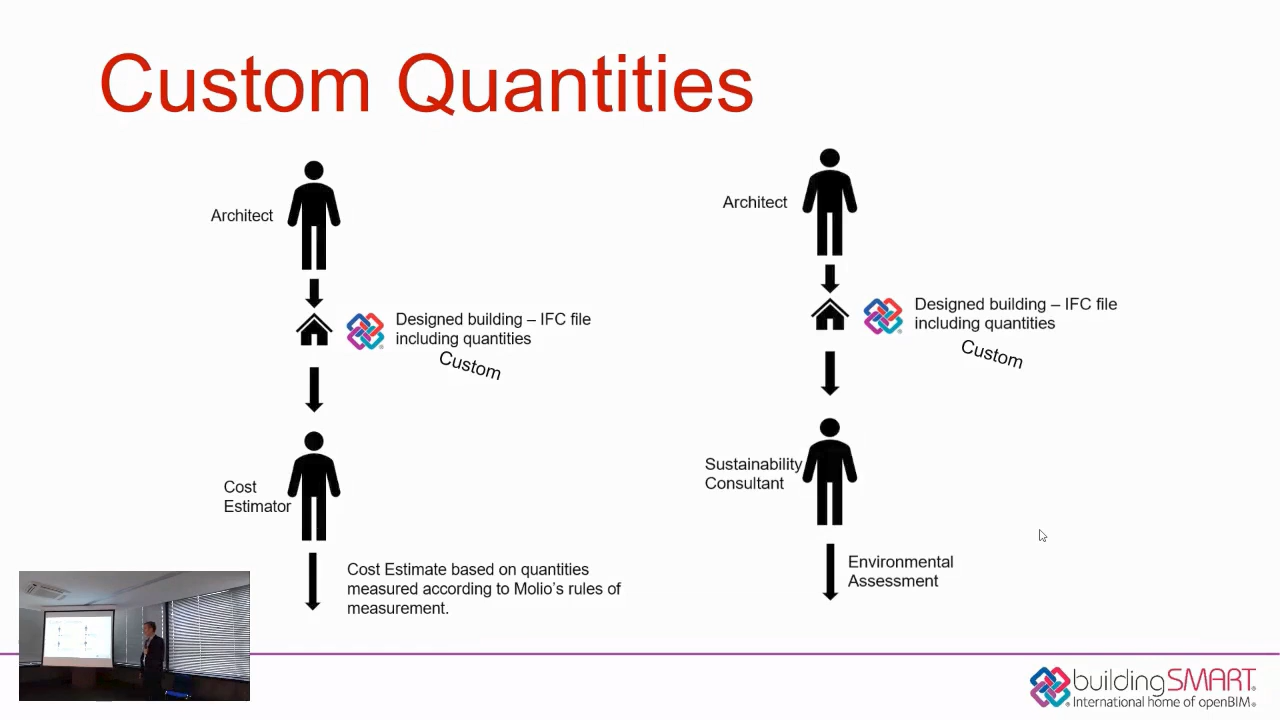 Custom Quantities
Architect
Designed building – IFC file
including quantities
Custom
Cost
Estimator
Cost Estimate based on quantities
measured according to Molio's rules of
measurement.
Architect
Designed building – IFC file
including quantities
Custom
Sustainability
Consultant
Environmental
Assessment
buildingSMART®
International home of openBIM®